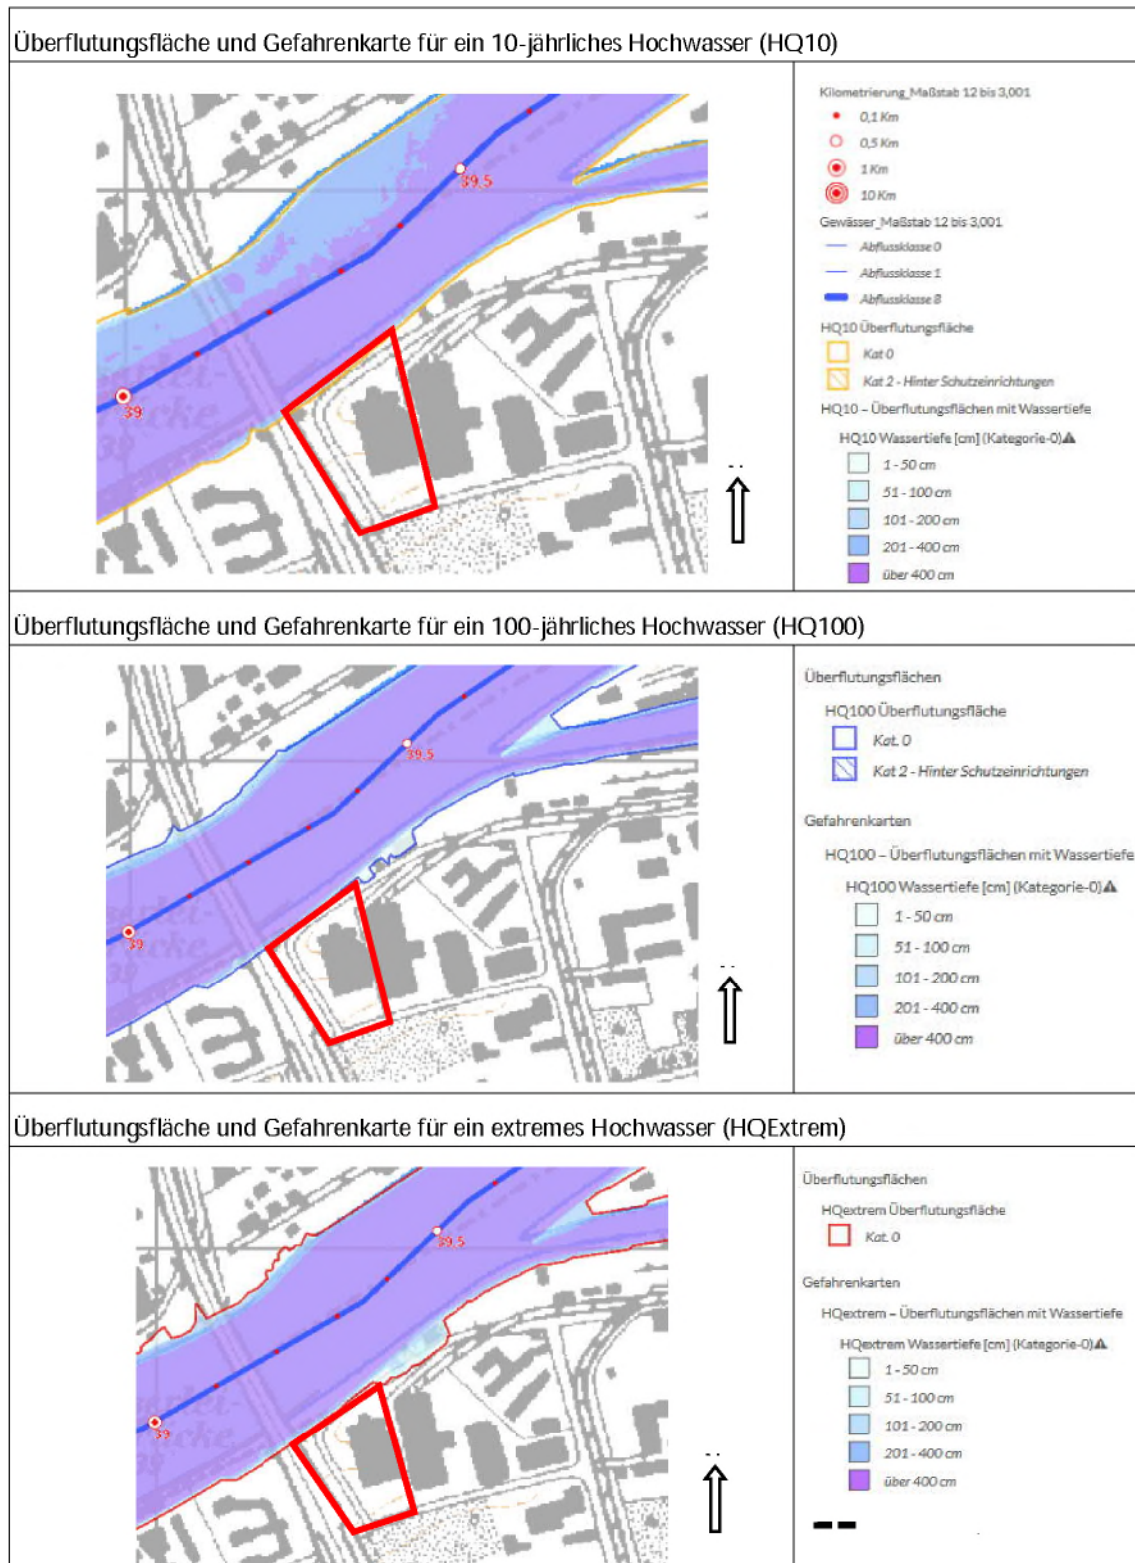 Überflutungsfläche und Gefahrenkarte für ein 10-jährliches Hochwasser (HQ10)
39,5
39
Kilometrierung_Maßstab 12 bis 3,001
0,1 Km
0,5 Km
1 Km
10 Km
Gewässer_Maßstab 12 bis 3,001
Abflussklasse 0
Abflussklasse 1
Abflussklasse 8
HQ10 Überflutungsfläche
Kat 0
Kat 2 - Hinter Schutzeinrichtungen
HQ10 – Überflutungsflächen mit Wassertiefe
HQ10 Wassertiefe [cm] (Kategorie-0)
1 - 50 cm
51 - 100 cm
101 - 200 cm
201 - 400 cm
über 400 cm
Überflutungsfläche und Gefahrenkarte für ein 100-jährliches Hochwasser (HQ100)
39,5
39
Überflutungsflächen
HQ100 Überflutungsfläche
Kat. 0
Kat 2 - Hinter Schutzeinrichtungen
Gefahrenkarten
HQ100 – Überflutungsflächen mit Wassertiefe
HQ100 Wassertiefe [cm] (Kategorie-0)
1 - 50 cm
51 - 100 cm
101 - 200 cm
201 - 400 cm
über 400 cm
Überflutungsfläche und Gefahrenkarte für ein extremes Hochwasser (HQExtrem)
39,5
39
Überflutungsflächen
HQextrem Überflutungsfläche
Kat. 0
Gefahrenkarten
HQextrem – Überflutungsflächen mit Wassertiefe
HQextrem Wassertiefe [cm] (Kategorie-0)
1 - 50 cm
51 - 100 cm
101 - 200 cm
201 - 400 cm
über 400 cm